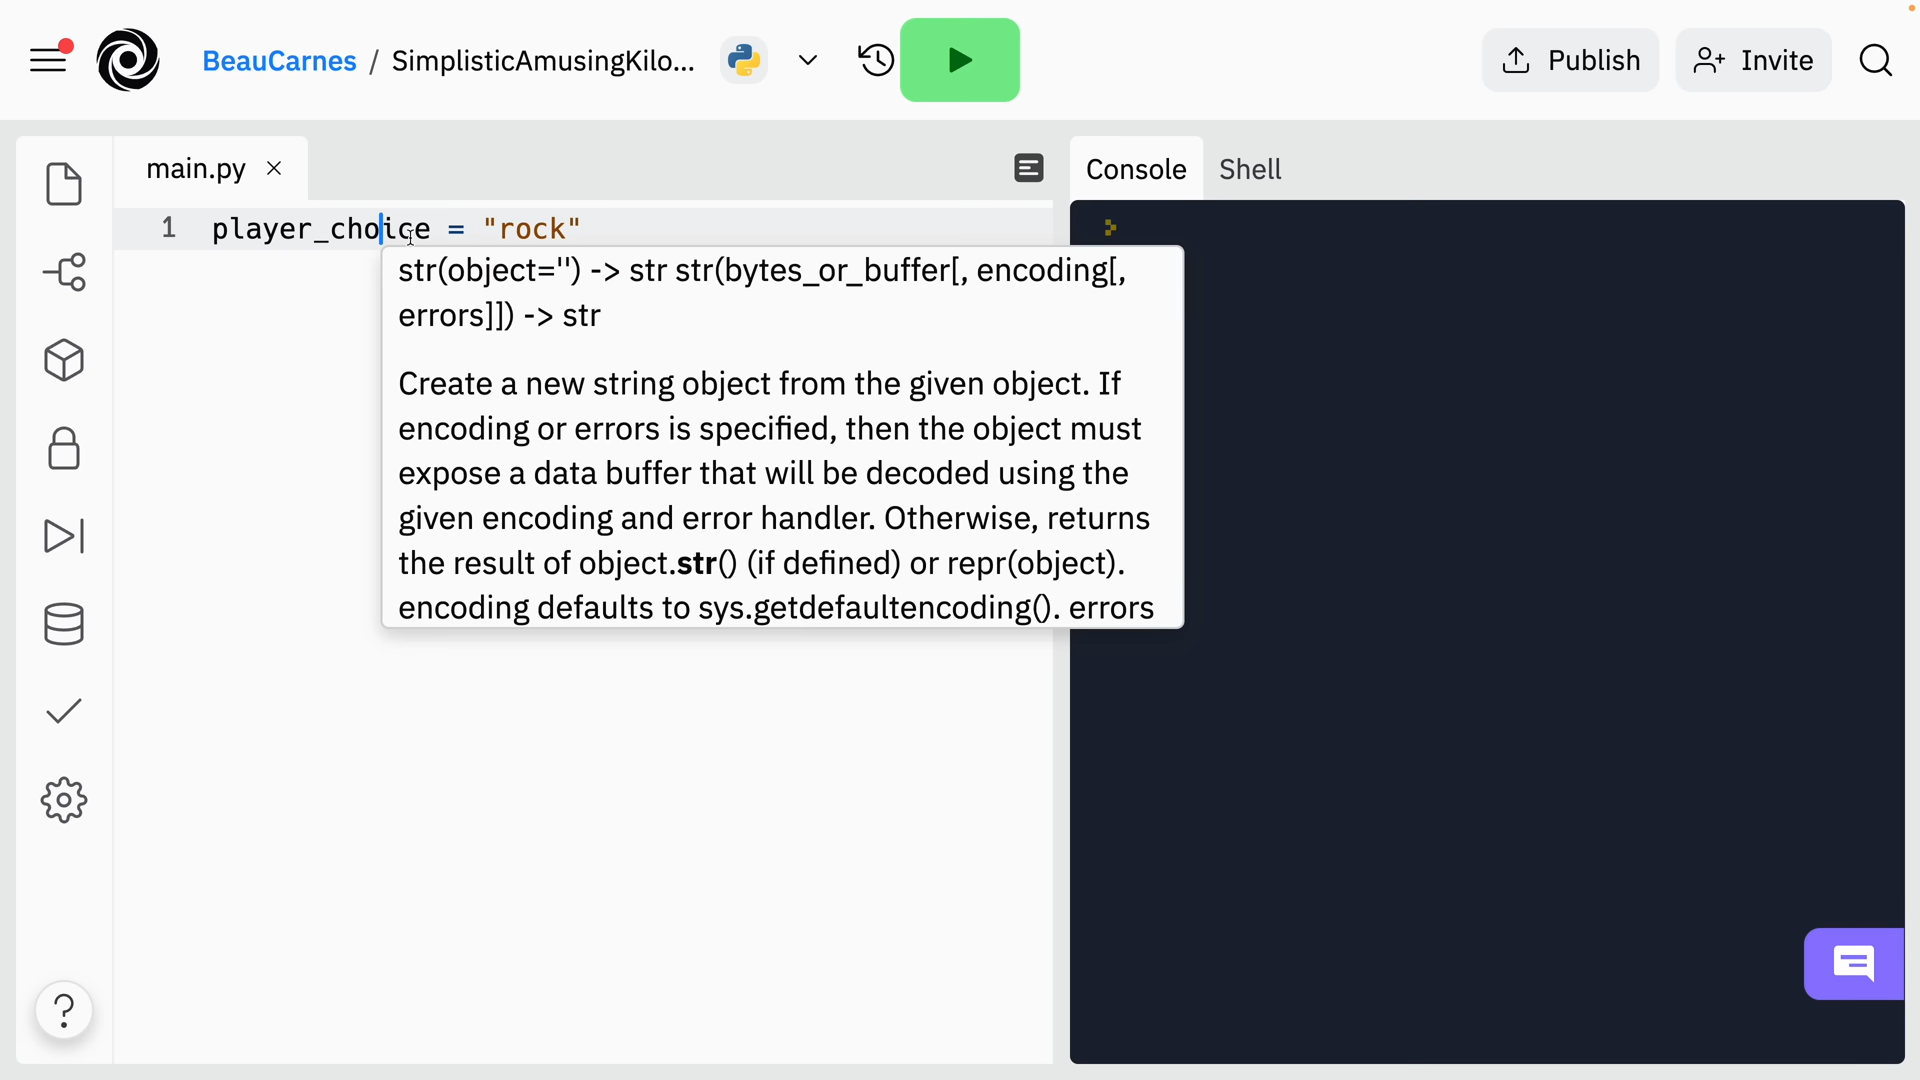 BeauCarnes / SimplisticAmusingKilo...
Publish
Invite
main.py
Console
Shell
1 player_choice = "rock"
str(object='') -> str str(bytes_or_buffer[, encoding[,
errors]]) -> str
Create a new string object from the given object. If
encoding or errors is specified, then the object must
expose a data buffer that will be decoded using the
given encoding and error handler. Otherwise, returns
the result of object.str() (if defined) or repr(object).
encoding defaults to sys.getdefaultencoding(). errors